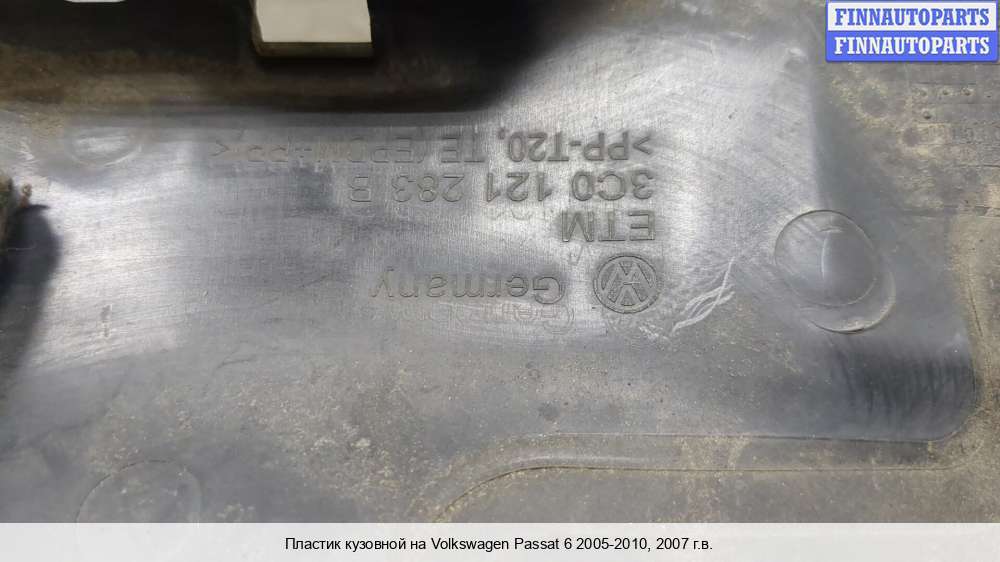 FINNAUTOPARTS
FINNAUTOPARTS
Germany
ETM
3C0 121 283 B
>PP-T20, TE (EPDM+PP)<
Пластик кузовной на Volkswagen Passat 6 2005-2010, 2007 г.в.